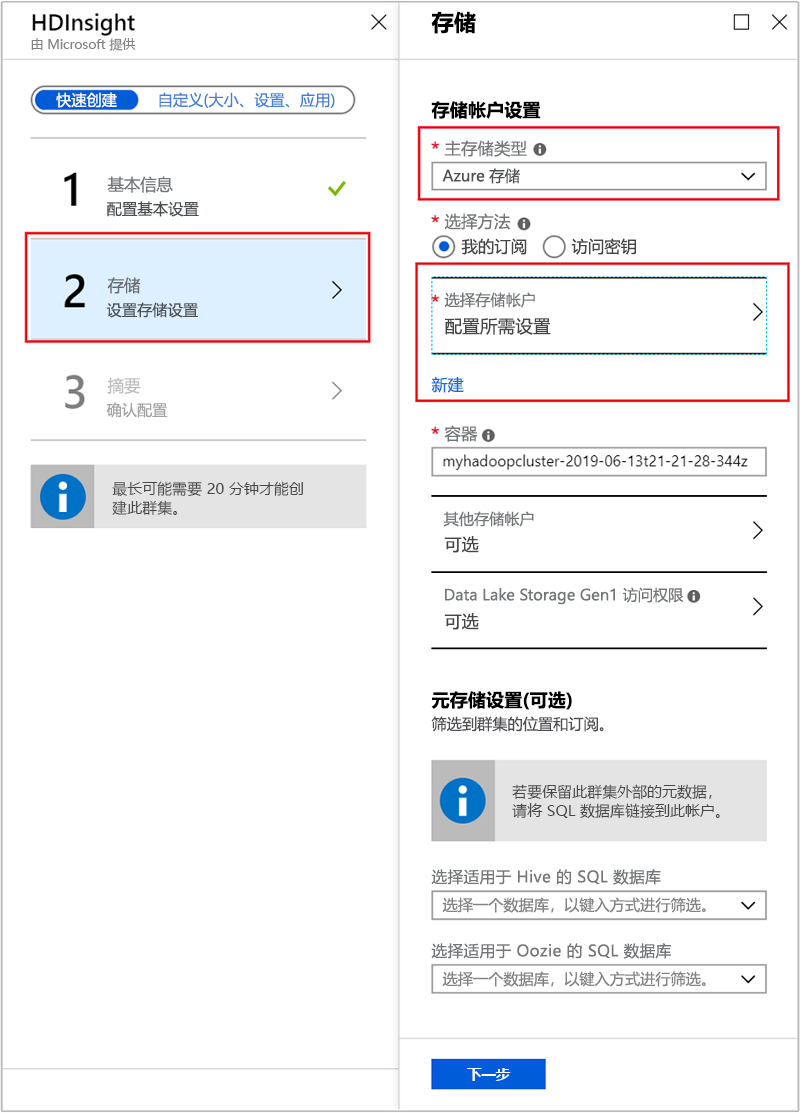 HDInsight
由 Microsoft 提供
快速创建
自定义(大小、设置、应用)
1
基本信息
配置基本设置
2
存储
设置存储设置
3
摘要
确认配置
最长可能需要 20 分钟才能创
建此群集。
存储
存储帐户设置
* 主存储类型
Azure 存储
* 选择方法
我的订阅
访问密钥
* 选择存储帐户
配置所需设置
新建
* 容器
myhadoopcluster-2019-06-13t21-21-28-344z
其他存储帐户
可选
Data Lake Storage Gen1 访问权限
可选
元存储设置(可选)
筛选到群集的位置和订阅。
若要保留此群集外部的元数据，
请将 SQL 数据库链接到此帐户。
选择适用于 Hive 的 SQL 数据库
选择一个数据库，以键入方式进行筛选。
选择适用于 Oozie 的 SQL 数据库
选择一个数据库，以键入方式进行筛选。
下一步